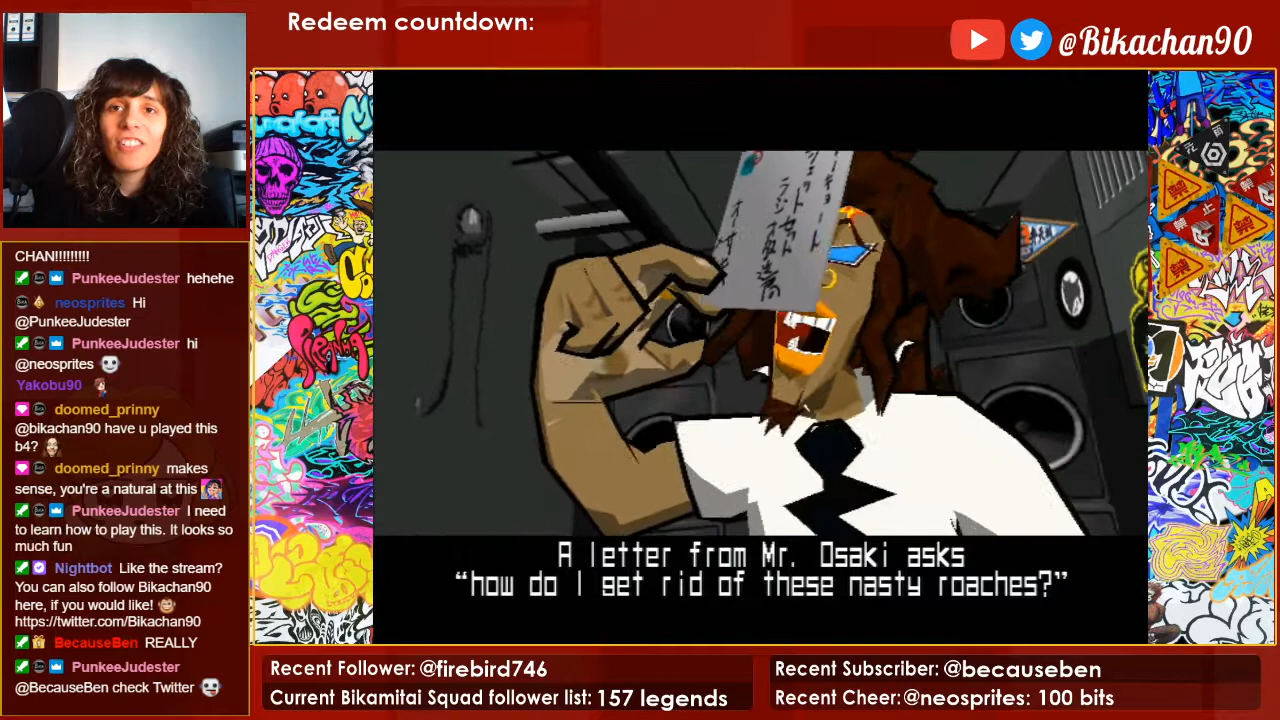 Redeem countdown:
@Bikachan90
CHAN!!!!!!!!!
PunkeeJudester hehehe
neosprites Hi
@PunkeeJudester
PunkeeJudester hi
@neosprites
Yakobu90
doomed_prinny
@bikachan90 have u played this
b4?
doomed_prinny makes
sense, you're a natural at this
PunkeeJudester I need
to learn how to play this. It looks so
much fun
Nightbot Like the stream?
You can also follow Bikachan90
here, if you would like!
https://twitter.com/Bikachan90
BecauseBen REALLY
PunkeeJudester
@BecauseBen check Twitter
A letter from Mr. Osaki asks
“how do I get rid of these nasty roaches?”
Recent Follower: @firebird746
Current Bikamitai Squad follower list: 157 legends
Recent Subscriber: @becauseben
Recent Cheer: @neosprites: 100 bits